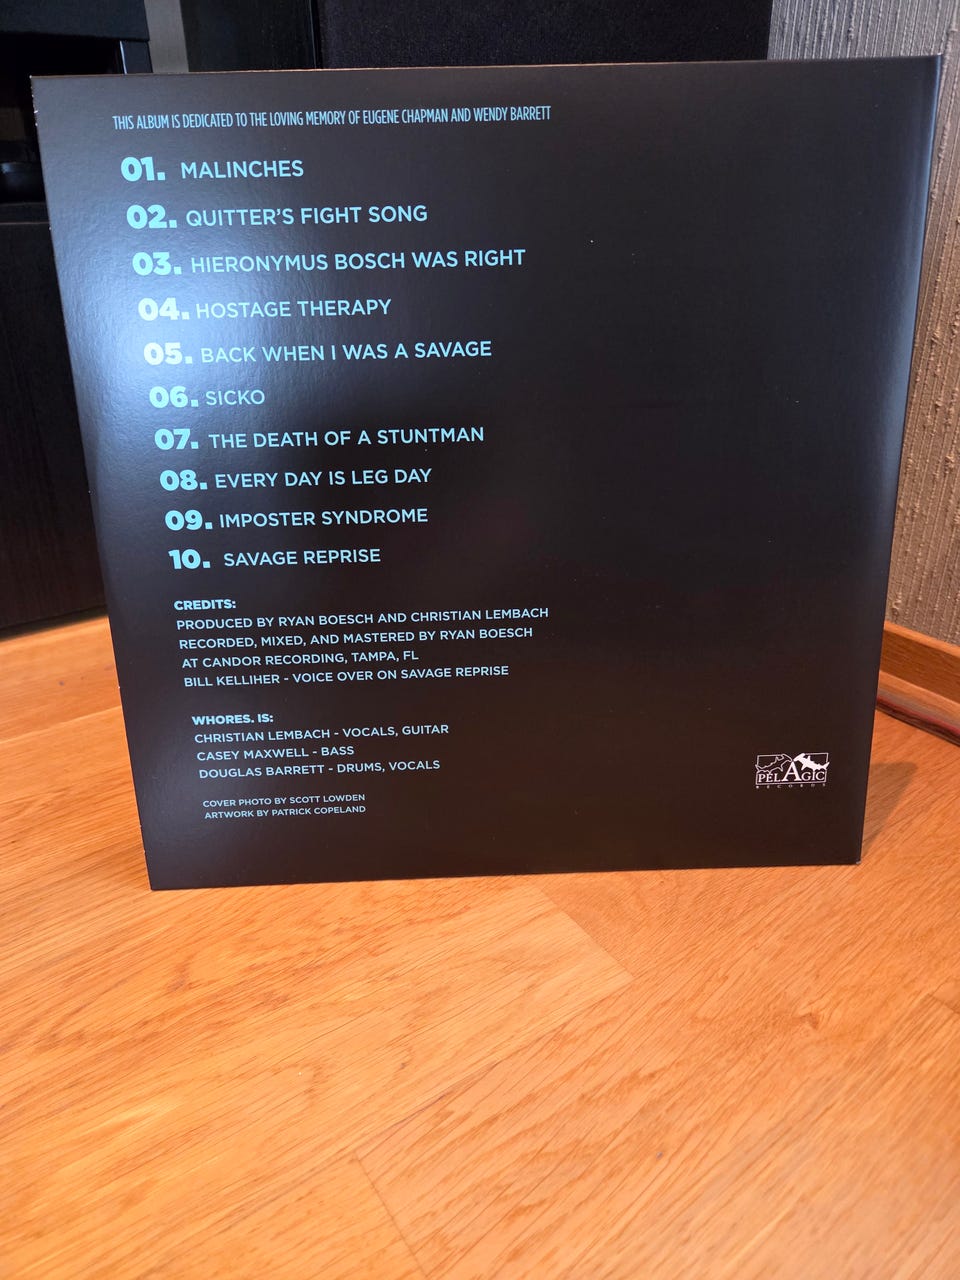 THIS ALBUM IS DEDICATED TO THE LOVING MEMORY OF EUGENE CHAPMAN AND WENDY BARRETT
01. MALINCHES
02. QUITTER'S FIGHT SONG
03. HIERONYMUS BOSCH WAS RIGHT
04. HOSTAGE THERAPY
05. BACK WHEN I WAS A SAVAGE
06. SICKO
07. THE DEATH OF A STUNTMAN
08. EVERY DAY IS LEG DAY
09. IMPOSTER SYNDROME
10. SAVAGE REPRISE
CREDITS:
PRODUCED BY RYAN BOESCH AND CHRISTIAN LEMBACH
RECORDED, MIXED, AND MASTERED BY RYAN BOESCH
AT CANDOR RECORDING, TAMPA, FL
BILL KELLIHER - VOICE OVER ON SAVAGE REPRISE
WHORES. IS:
CHRISTIAN LEMBACH - VOCALS, GUITAR
CASEY MAXWELL - BASS
DOUGLAS BARRETT - DRUMS, VOCALS
COVER PHOTO BY SCOTT LOWDEN
ARTWORK BY PATRICK COPELAND
PELAGIC
RECORDS